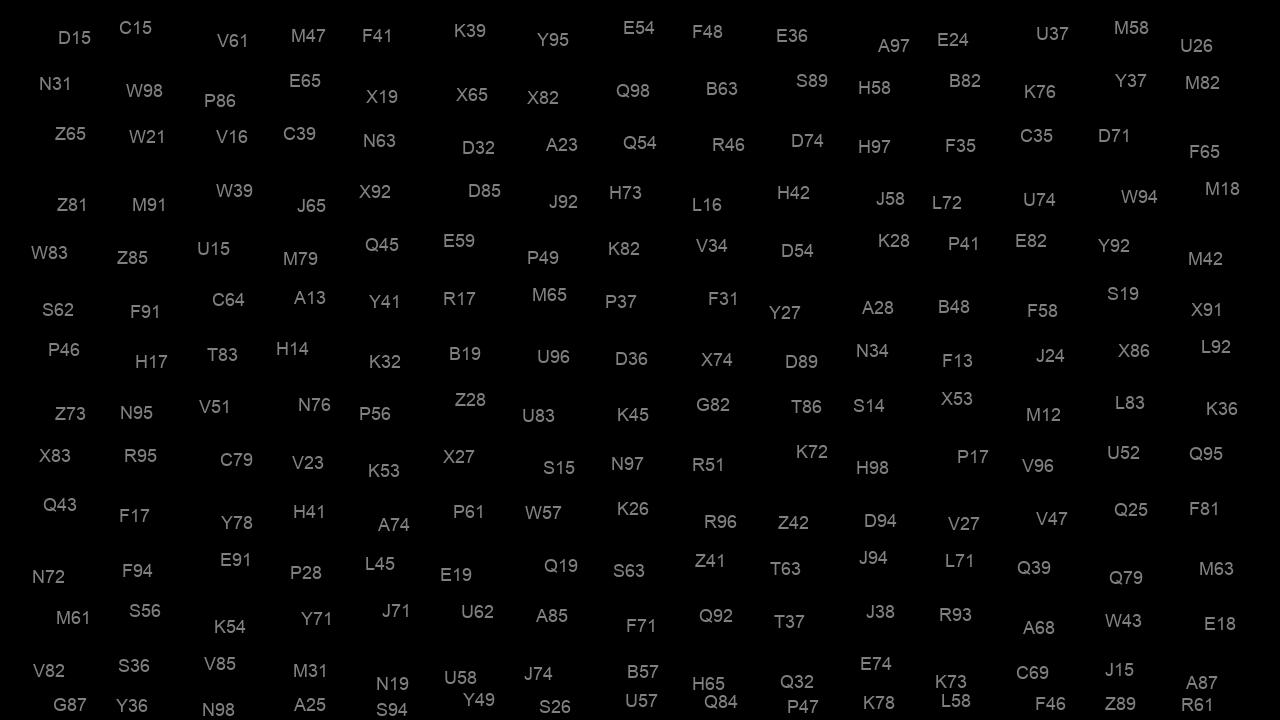 D15 C15 V61 M47 F41 K39 Y95 E54 F48 E36 A97 E24 U37 M58 U26
N31 W98 P86 E65 X19 X65 X82 Q98 B63 S89 H58 B82 K76 Y37 M82
Z65 W21 V16 C39 N63 D32 A23 Q54 R46 D74 H97 F35 C35 D71 F65
Z81 M91 W39 J65 X92 D85 J92 H73 L16 H42 J58 L72 U74 W94 M18
W83 Z85 U15 M79 Q45 E59 P49 K82 V34 D54 K28 P41 E82 Y92 M42
S62 F91 C64 A13 Y41 R17 M65 P37 F31 Y27 A28 B48 F58 S19 X91
P46 H17 T83 H14 K32 B19 U96 D36 X74 D89 N34 F13 J24 X86 L92
Z73 N95 V51 N76 P56 Z28 U83 K45 G82 T86 S14 X53 M12 L83 K36
X83 R95 C79 V23 K53 X27 S15 N97 R51 K72 H98 P17 V96 U52 Q95
Q43 F17 Y78 H41 A74 P61 W57 K26 R96 Z42 D94 V27 V47 Q25 F81
N72 F94 E91 P28 L45 E19 Q19 S63 Z41 T63 J94 L71 Q39 Q79 M63
M61 S56 K54 Y71 J71 U62 A85 F71 Q92 T37 J38 R93 A68 W43 E18
V82 S36 V85 M31 N19 U58 J74 B57 H65 Q32 E74 K73 C69 J15 A87
G87 Y36 N98 A25 S94 Y49 S26 U57 Q84 P47 K78 L58 F46 Z89 R61